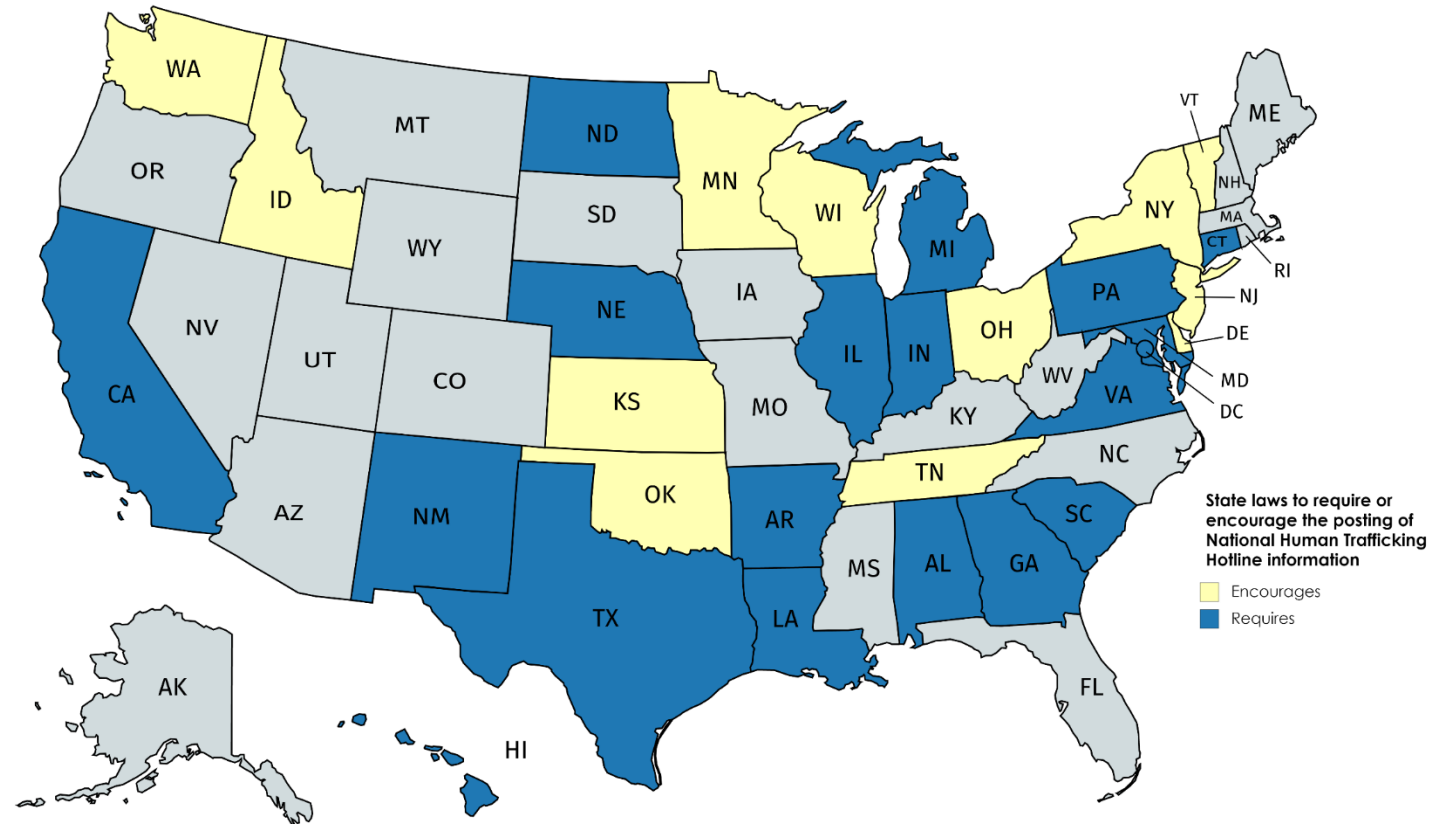 WA
MT
ND
VT
ME
OR
ID
MN
NH
SD
WI
NY
MA
WY
MI
CT
RI
IA
NE
PA
NJ
NV
OH
DE
UT
IL
IN
CO
WV
MD
CA
VA
DC
KS
MO
KY
NC
TN
OK
AZ
NM
AR
SC
MS
AL
GA
TX
LA
AK
FL
HI
State laws to require or
encourage the posting of
National Human Trafficking
Hotline information
Encourages
Requires